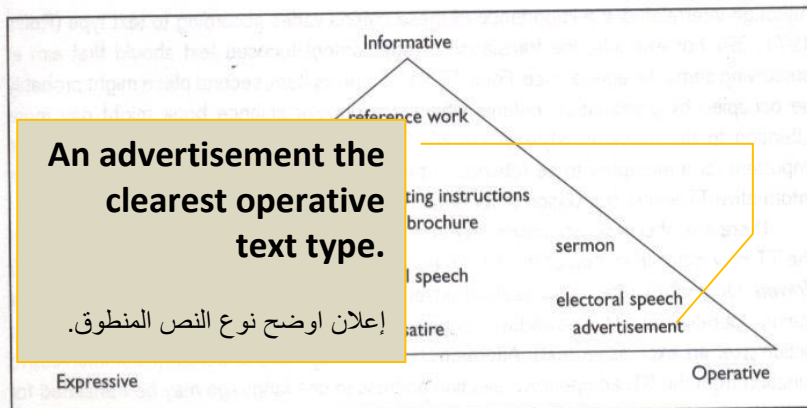 Informative
reference work
An advertisement the
clearest operative
text type.
إعلان اوضح نوع النص المنطوق.
ting instructions
brochure
sermon
speech
electoral speech
advertisement
satire
Expressive
Operative